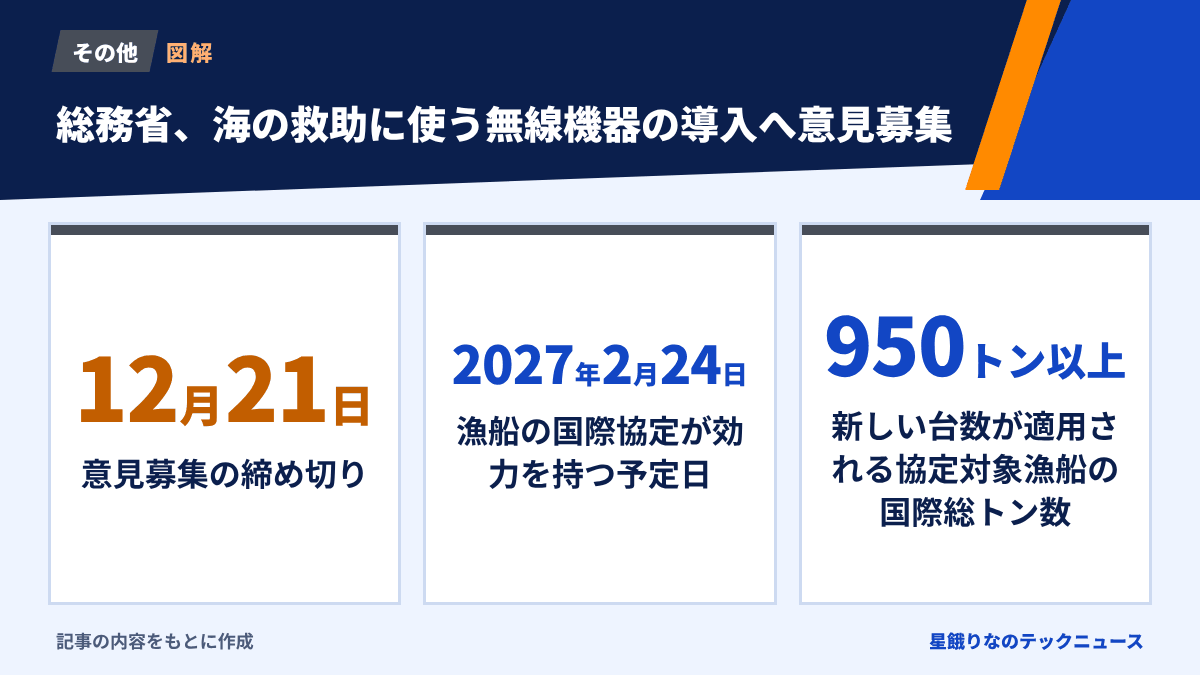 その他 図解
総務省、海の救助に使う無線機器の導入へ意見募集
12月21日
意見募集の締め切り
2027年2月24日
漁船の国際協定が効
力を持つ予定日
950トン以上
新しい台数が適用さ
れる協定対象漁船の
国際総トン数
記事の内容をもとに作成
星餓りなのテックニュース